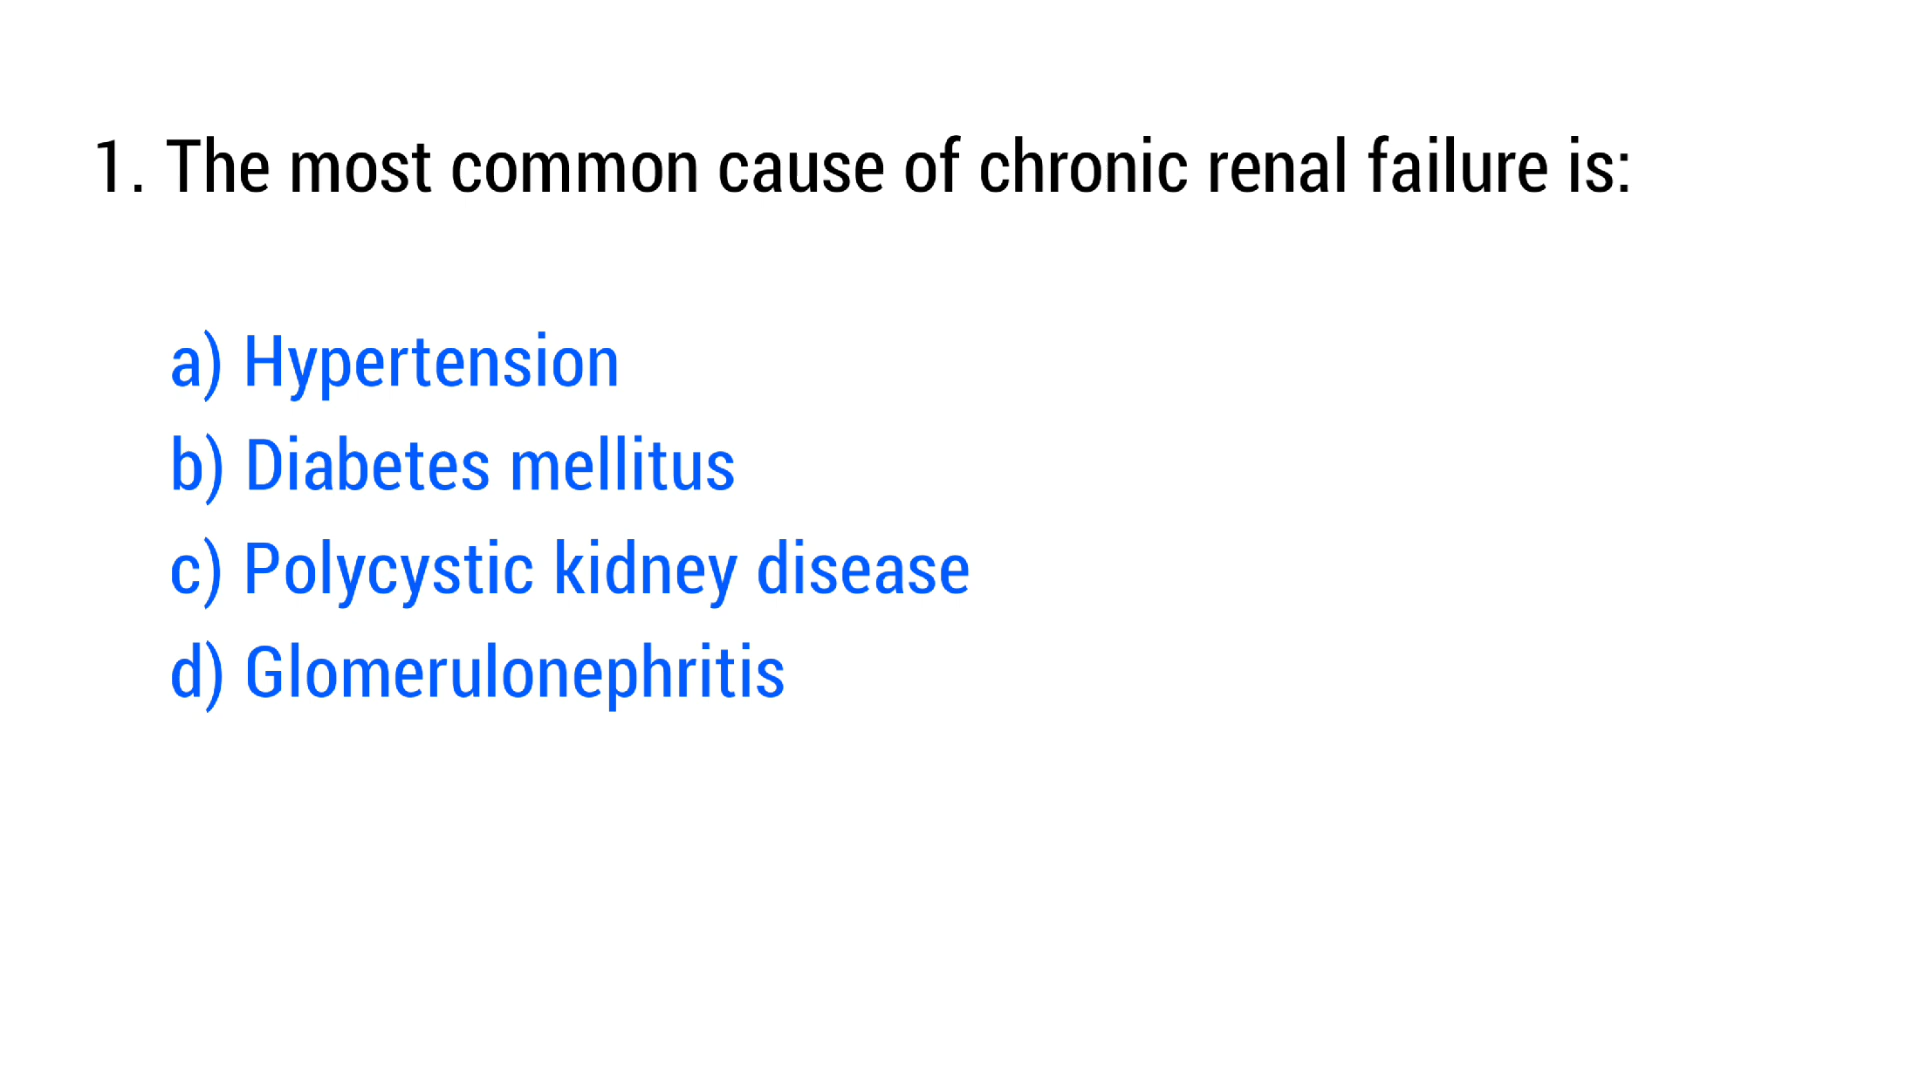 1. The most common cause of chronic renal failure is:
a) Hypertension
b) Diabetes mellitus
c) Polycystic kidney disease
d) Glomerulonephritis